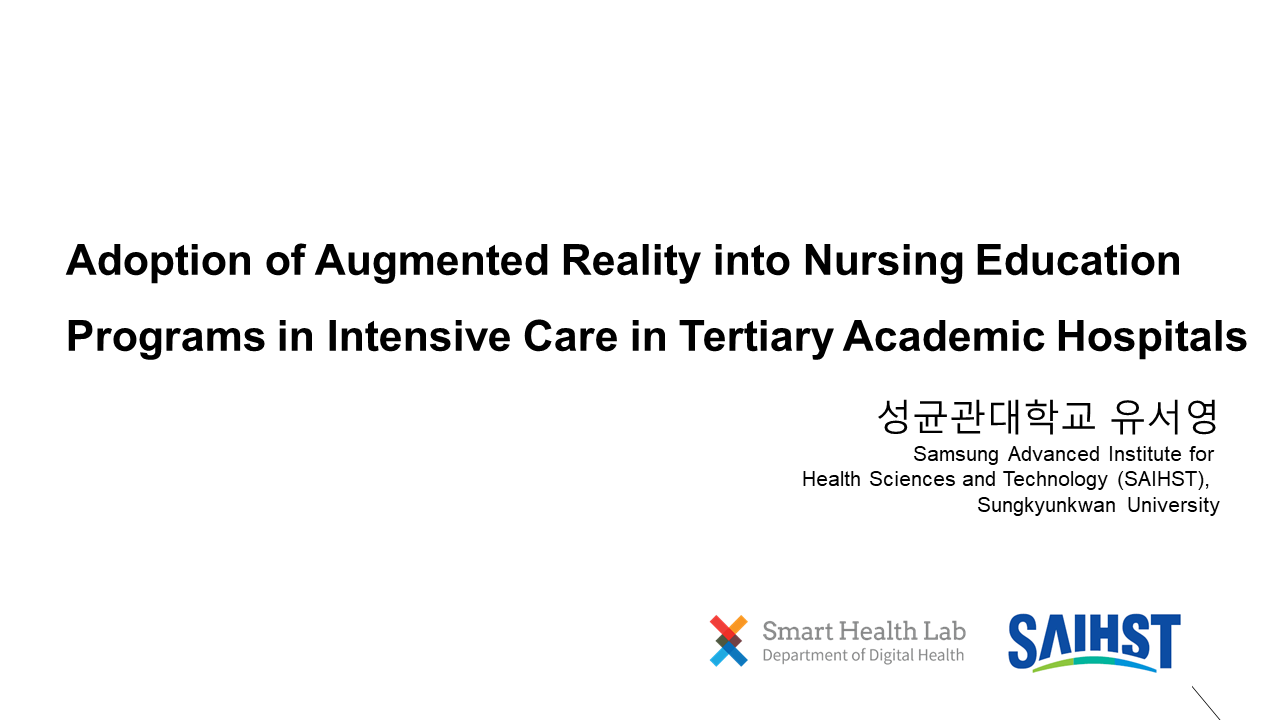 Adoption of Augmented Reality into Nursing Education
Programs in Intensive Care in Tertiary Academic Hospitals
성균관대학교 유서영
Samsung Advanced Institute for
Health Sciences and Technology (SAIHST),
Sungkyunkwan University
Smart Health Lab
Department of Digital Health
SAIHST